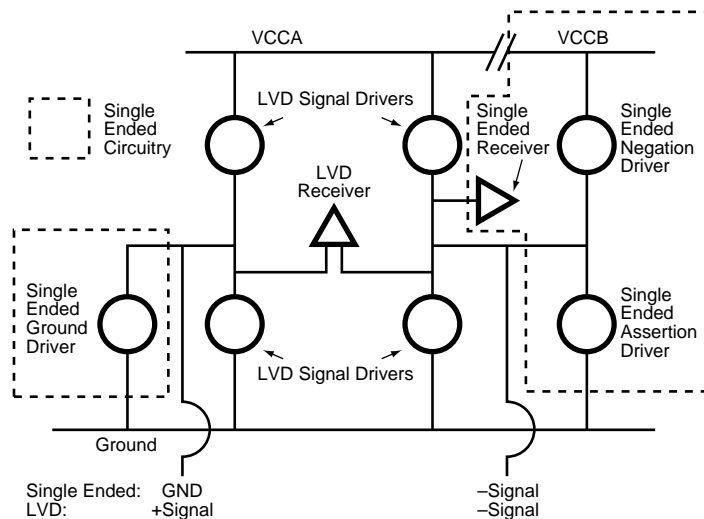 VCCA
VCCB
Single
Ended
Circuitry
LVD Signal Drivers
Single
Ended
Receiver
Single
Ended
Negation
Driver
LVD
Receiver
Single
Ended
Ground
Driver
Single
Ended
Assertion
Driver
LVD Signal Drivers
Ground
Single Ended: GND –Signal
LVD: +Signal –Signal